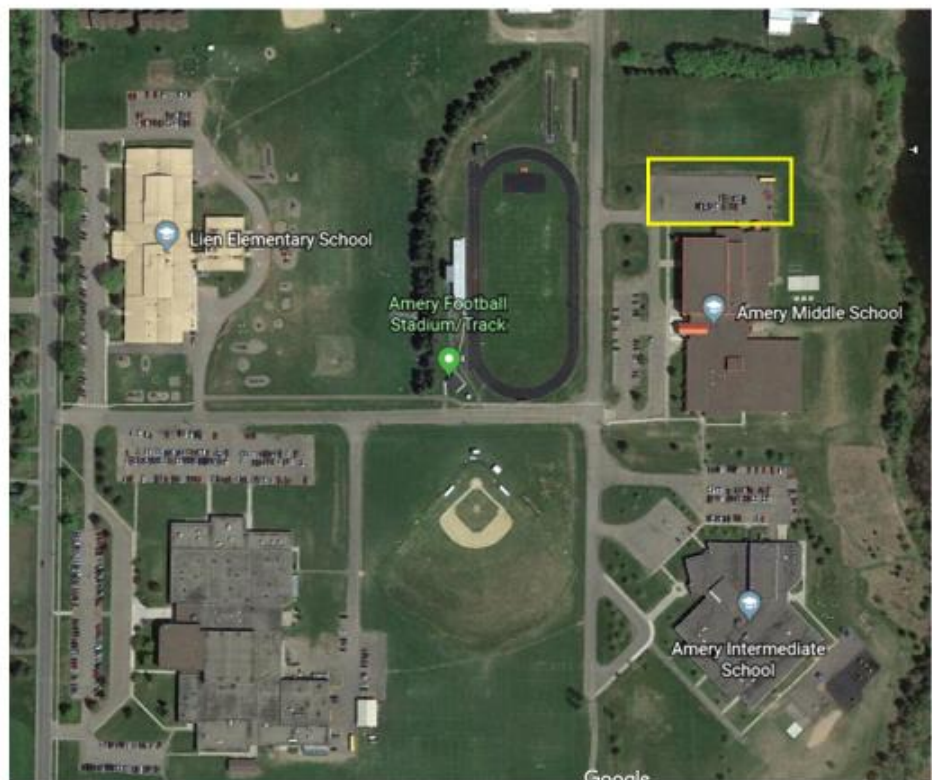 Lien Elementary School
Amery Football
Stadium/Track
Amery Middle School
Amery Intermediate
School
Google